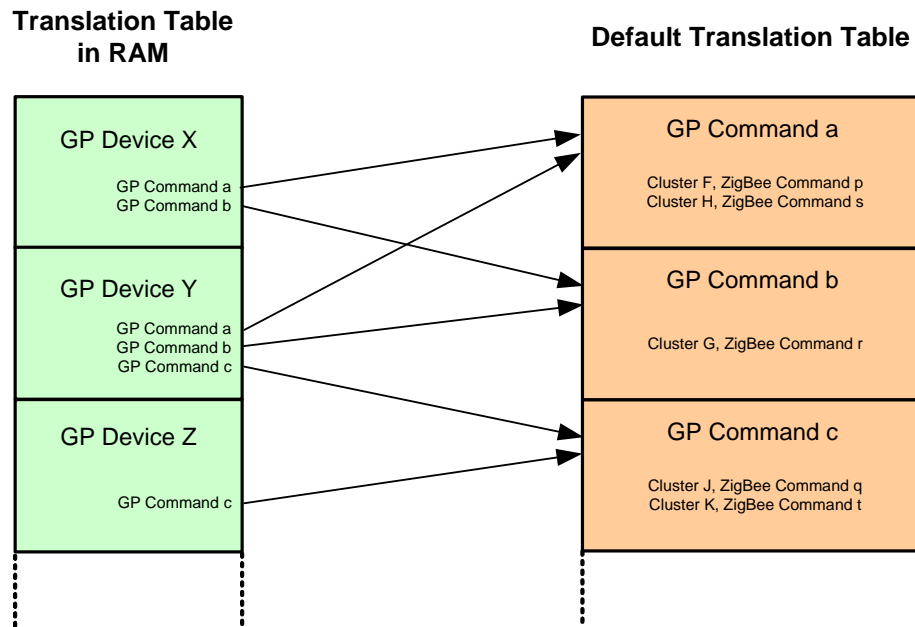 Translation Table
in RAM
Default Translation Table
GP Device X
GP Command a
GP Command b
GP Device Y
GP Command a
GP Command b
GP Command c
GP Device Z
GP Command c
GP Command a
Cluster F, ZigBee Command p
Cluster H, ZigBee Command s
GP Command b
Cluster G, ZigBee Command r
GP Command c
Cluster J, ZigBee Command q
Cluster K, ZigBee Command t